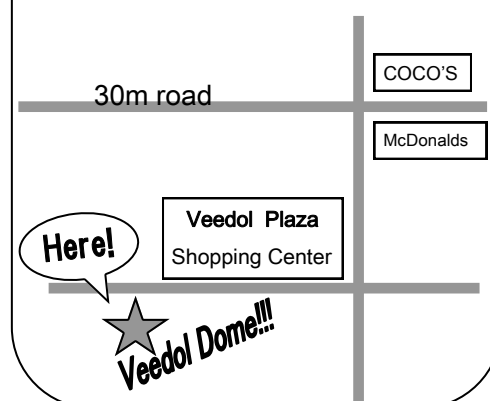 COCO'S
30m road
McDonalds
Veedol Plaza
Shopping Center
Here!
Veedol Dome!!!